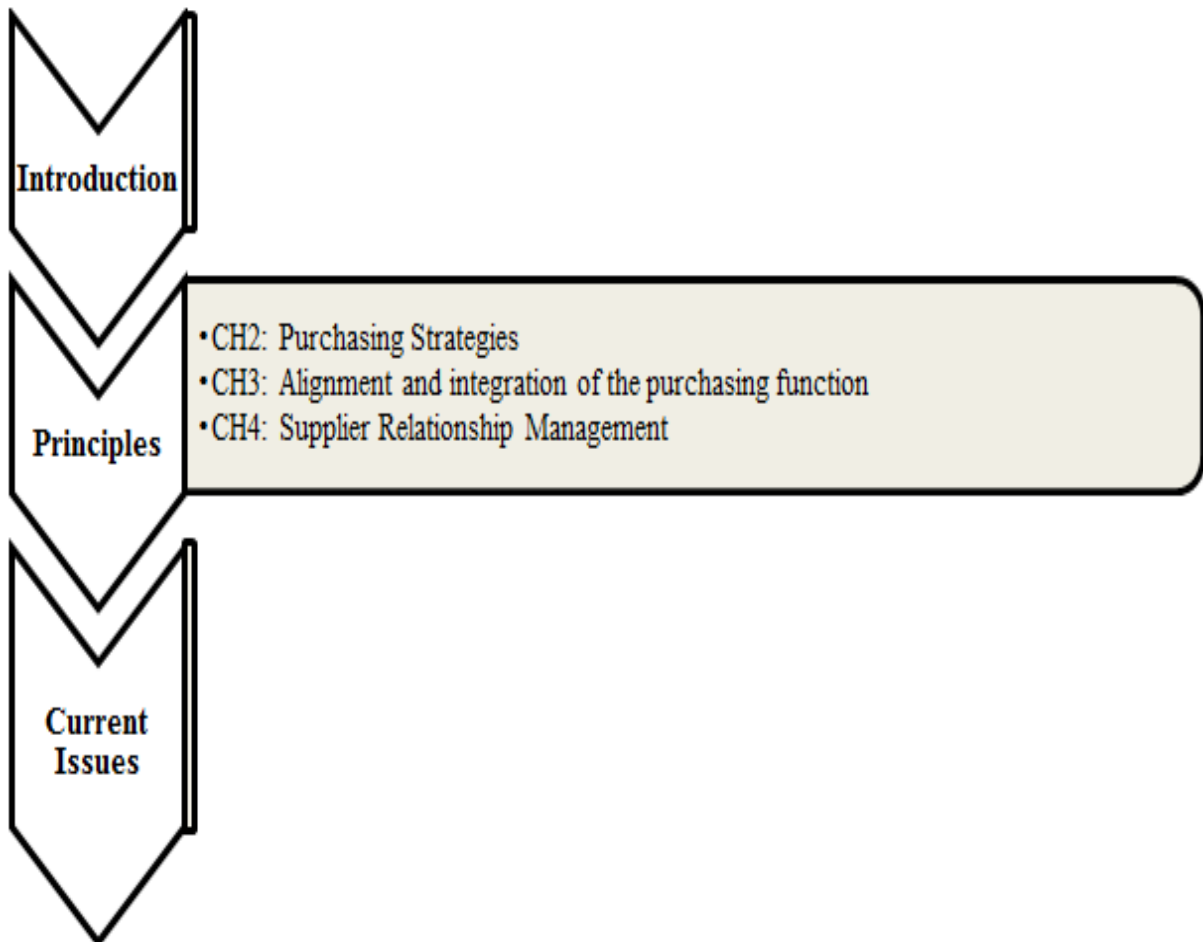 Introduction
•CH2: Purchasing Strategies
•CH3: Alignment and integration of the purchasing function
•CH4: Supplier Relationship Management
Principles
Current
Issues